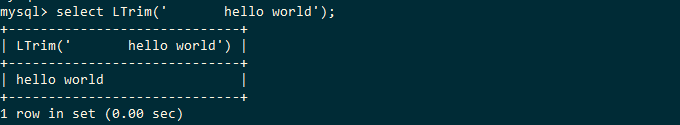 mysql> select LTrim('       hello world');
+-----------------------------+
| LTrim('       hello world') |
+-----------------------------+
| hello world                 |
+-----------------------------+
1 row in set (0.00 sec)